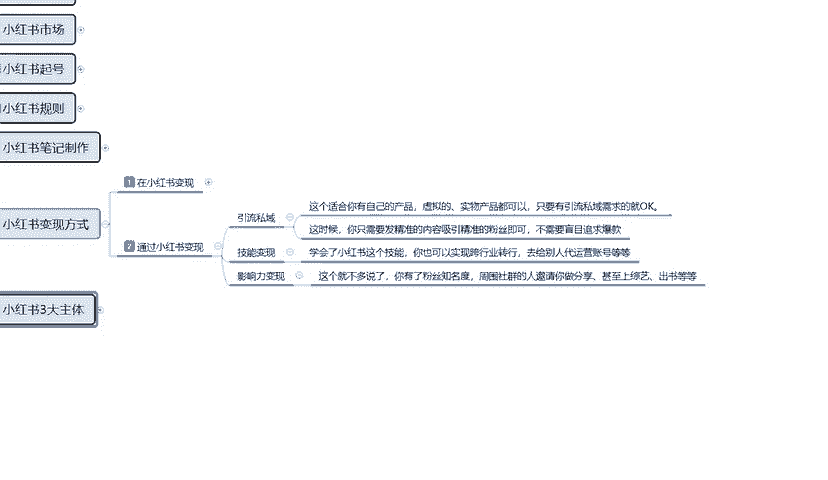 小红书市场
小红书起号
小红书规则
小红书笔记制作
小红书变现方式
1 在小红书变现
2 通过小红书变现
引流私域
这个适合你有自己的产品，虚拟的、实物产品都可以，只要有引流私域需求的就OK。
这时候，你只需要发精准的内容吸引精准的粉丝即可，不需要盲目追求爆款
技能变现
学会了小红书这个技能，你也可以实现跨行业转行，去给别人代运营账号等等
影响力变现
这个就不多说了，你有了粉丝知名度，周围社群的人邀请你做分享、甚至上综艺、出书等等
小红书3大主体